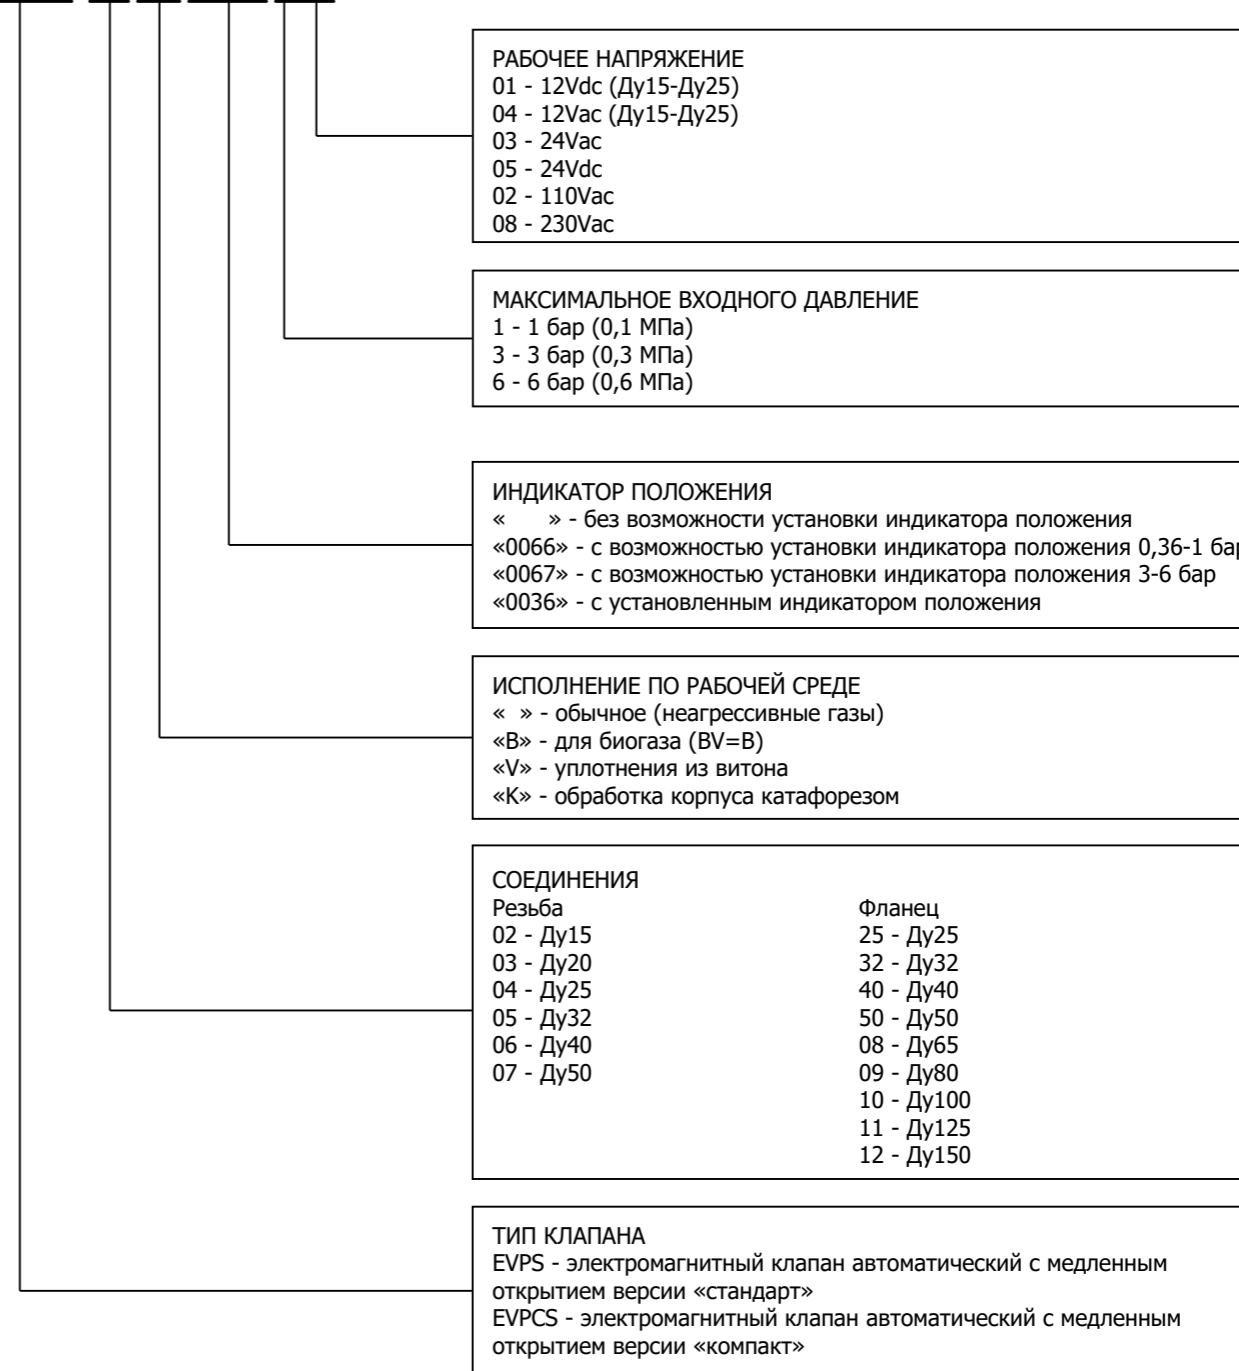 РАБОЧЕЕ НАПРЯЖЕНИЕ
01 - 12Vdc (Ду15-Ду25)
04 - 12Vac (Ду15-Ду25)
03 - 24Vac
05 - 24Vdc
02 - 110Vac
08 - 230Vac
МАКСИМАЛЬНОЕ ВХОДНОГО ДАВЛЕНИЕ
1 - 1 бар (0,1 МПа)
3 - 3 бар (0,3 МПа)
6 - 6 бар (0,6 МПа)
ИНДИКАТОР ПОЛОЖЕНИЯ
« » - без возможности установки индикатора положения
«0066» - с возможностью установки индикатора положения 0,36-1 бар
«0067» - с возможностью установки индикатора положения 3-6 бар
«0036» - с установленным индикатором положения
ИСПОЛНЕНИЕ ПО РАБОЧЕЙ СРЕДЕ
« » - обычное (неагрессивные газы)
«B» - для биогаза (BV=B)
«V» - уплотнения из витона
«K» - обработка корпуса катафорезом
СОЕДИНЕНИЯ
Резьба
02 - Ду15
03 - Ду20
04 - Ду25
05 - Ду32
06 - Ду40
07 - Ду50
Фланец
25 - Ду25
32 - Ду32
40 - Ду40
50 - Ду50
08 - Ду65
09 - Ду80
10 - Ду100
11 - Ду125
12 - Ду150
ТИП КЛАПАНА
EVPS - электромагнитный клапан автоматический с медленным
открытием версии «стандарт»
EVPCS - электромагнитный клапан автоматический с медленным
открытием версии «компакт»